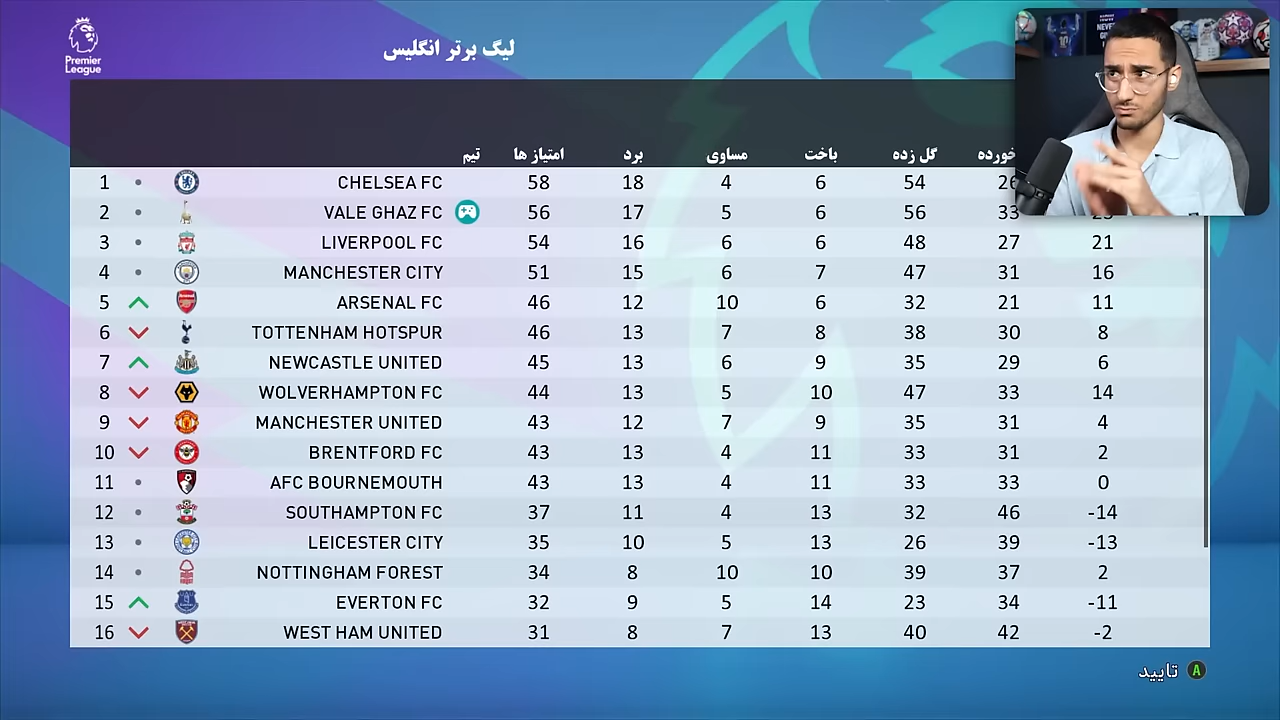 Premier League
لیگ برتر انگلیس
تیم امتیاز ها برد مساوی باخت گل زده خورده
1 CHELSEA FC 58 18 4 6 54 26
2 VALE GHAZ FC 56 17 5 6 56 33
3 LIVERPOOL FC 54 16 6 6 48 27 21
4 MANCHESTER CITY 51 15 6 7 47 31 16
5 ARSENAL FC 46 12 10 6 32 21 11
6 TOTTENHAM HOTSPUR 46 13 7 8 38 30 8
7 NEWCASTLE UNITED 45 13 6 9 35 29 6
8 WOLVERHAMPTON FC 44 13 5 10 47 33 14
9 MANCHESTER UNITED 43 12 7 9 35 31 4
10 BRENTFORD FC 43 13 4 11 33 31 2
11 AFC BOURNEMOUTH 43 13 4 11 33 33 0
12 SOUTHAMPTON FC 37 11 4 13 32 46 -14
13 LEICESTER CITY 35 10 5 13 26 39 -13
14 NOTTINGHAM FOREST 34 8 10 10 39 37 2
15 EVERTON FC 32 9 5 14 23 34 -11
16 WEST HAM UNITED 31 8 7 13 40 42 -2
تایید A